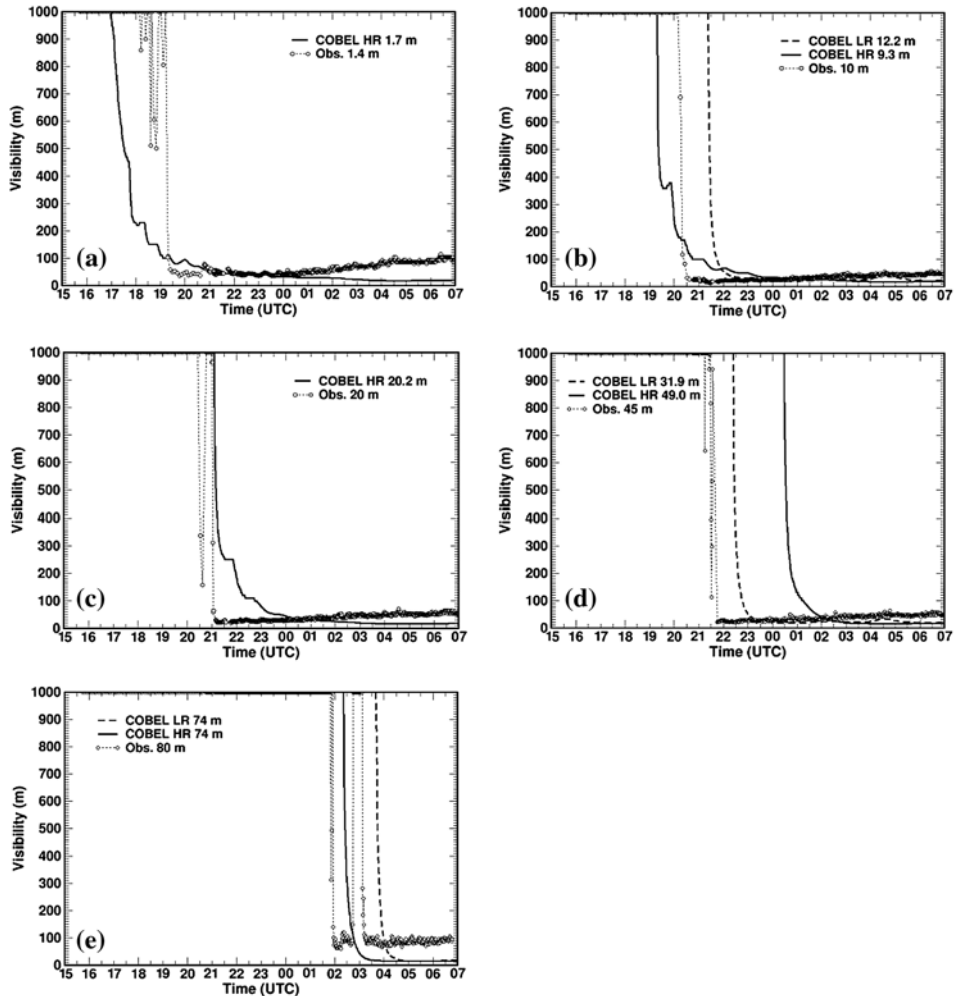 1000
900
800
700
600
500
400
300
200
100
0
Visibility (m)
COBEL HR 1.7 m
Obs. 1.4 m
(a)
15 16 17 18 19 20 21 22 23 00 01 02 03 04 05 06 07
Time (UTC)
1000
900
800
700
600
500
400
300
200
100
0
Visibility (m)
COBEL LR 12.2 m
COBEL HR 9.3 m
Obs. 10 m
(b)
15 16 17 18 19 20 21 22 23 00 01 02 03 04 05 06 07
Time (UTC)
1000
900
800
700
600
500
400
300
200
100
0
Visibility (m)
COBEL HR 20.2 m
Obs. 20 m
(c)
15 16 17 18 19 20 21 22 23 00 01 02 03 04 05 06 07
Time (UTC)
1000
900
800
700
600
500
400
300
200
100
0
Visibility (m)
COBEL LR 31.9 m
COBEL HR 49.0 m
Obs. 45 m
(d)
15 16 17 18 19 20 21 22 23 00 01 02 03 04 05 06 07
Time (UTC)
1000
900
800
700
600
500
400
300
200
100
0
Visibility (m)
COBEL LR 74 m
COBEL HR 74 m
Obs. 80 m
(e)
15 16 17 18 19 20 21 22 23 00 01 02 03 04 05 06 07
Time (UTC)